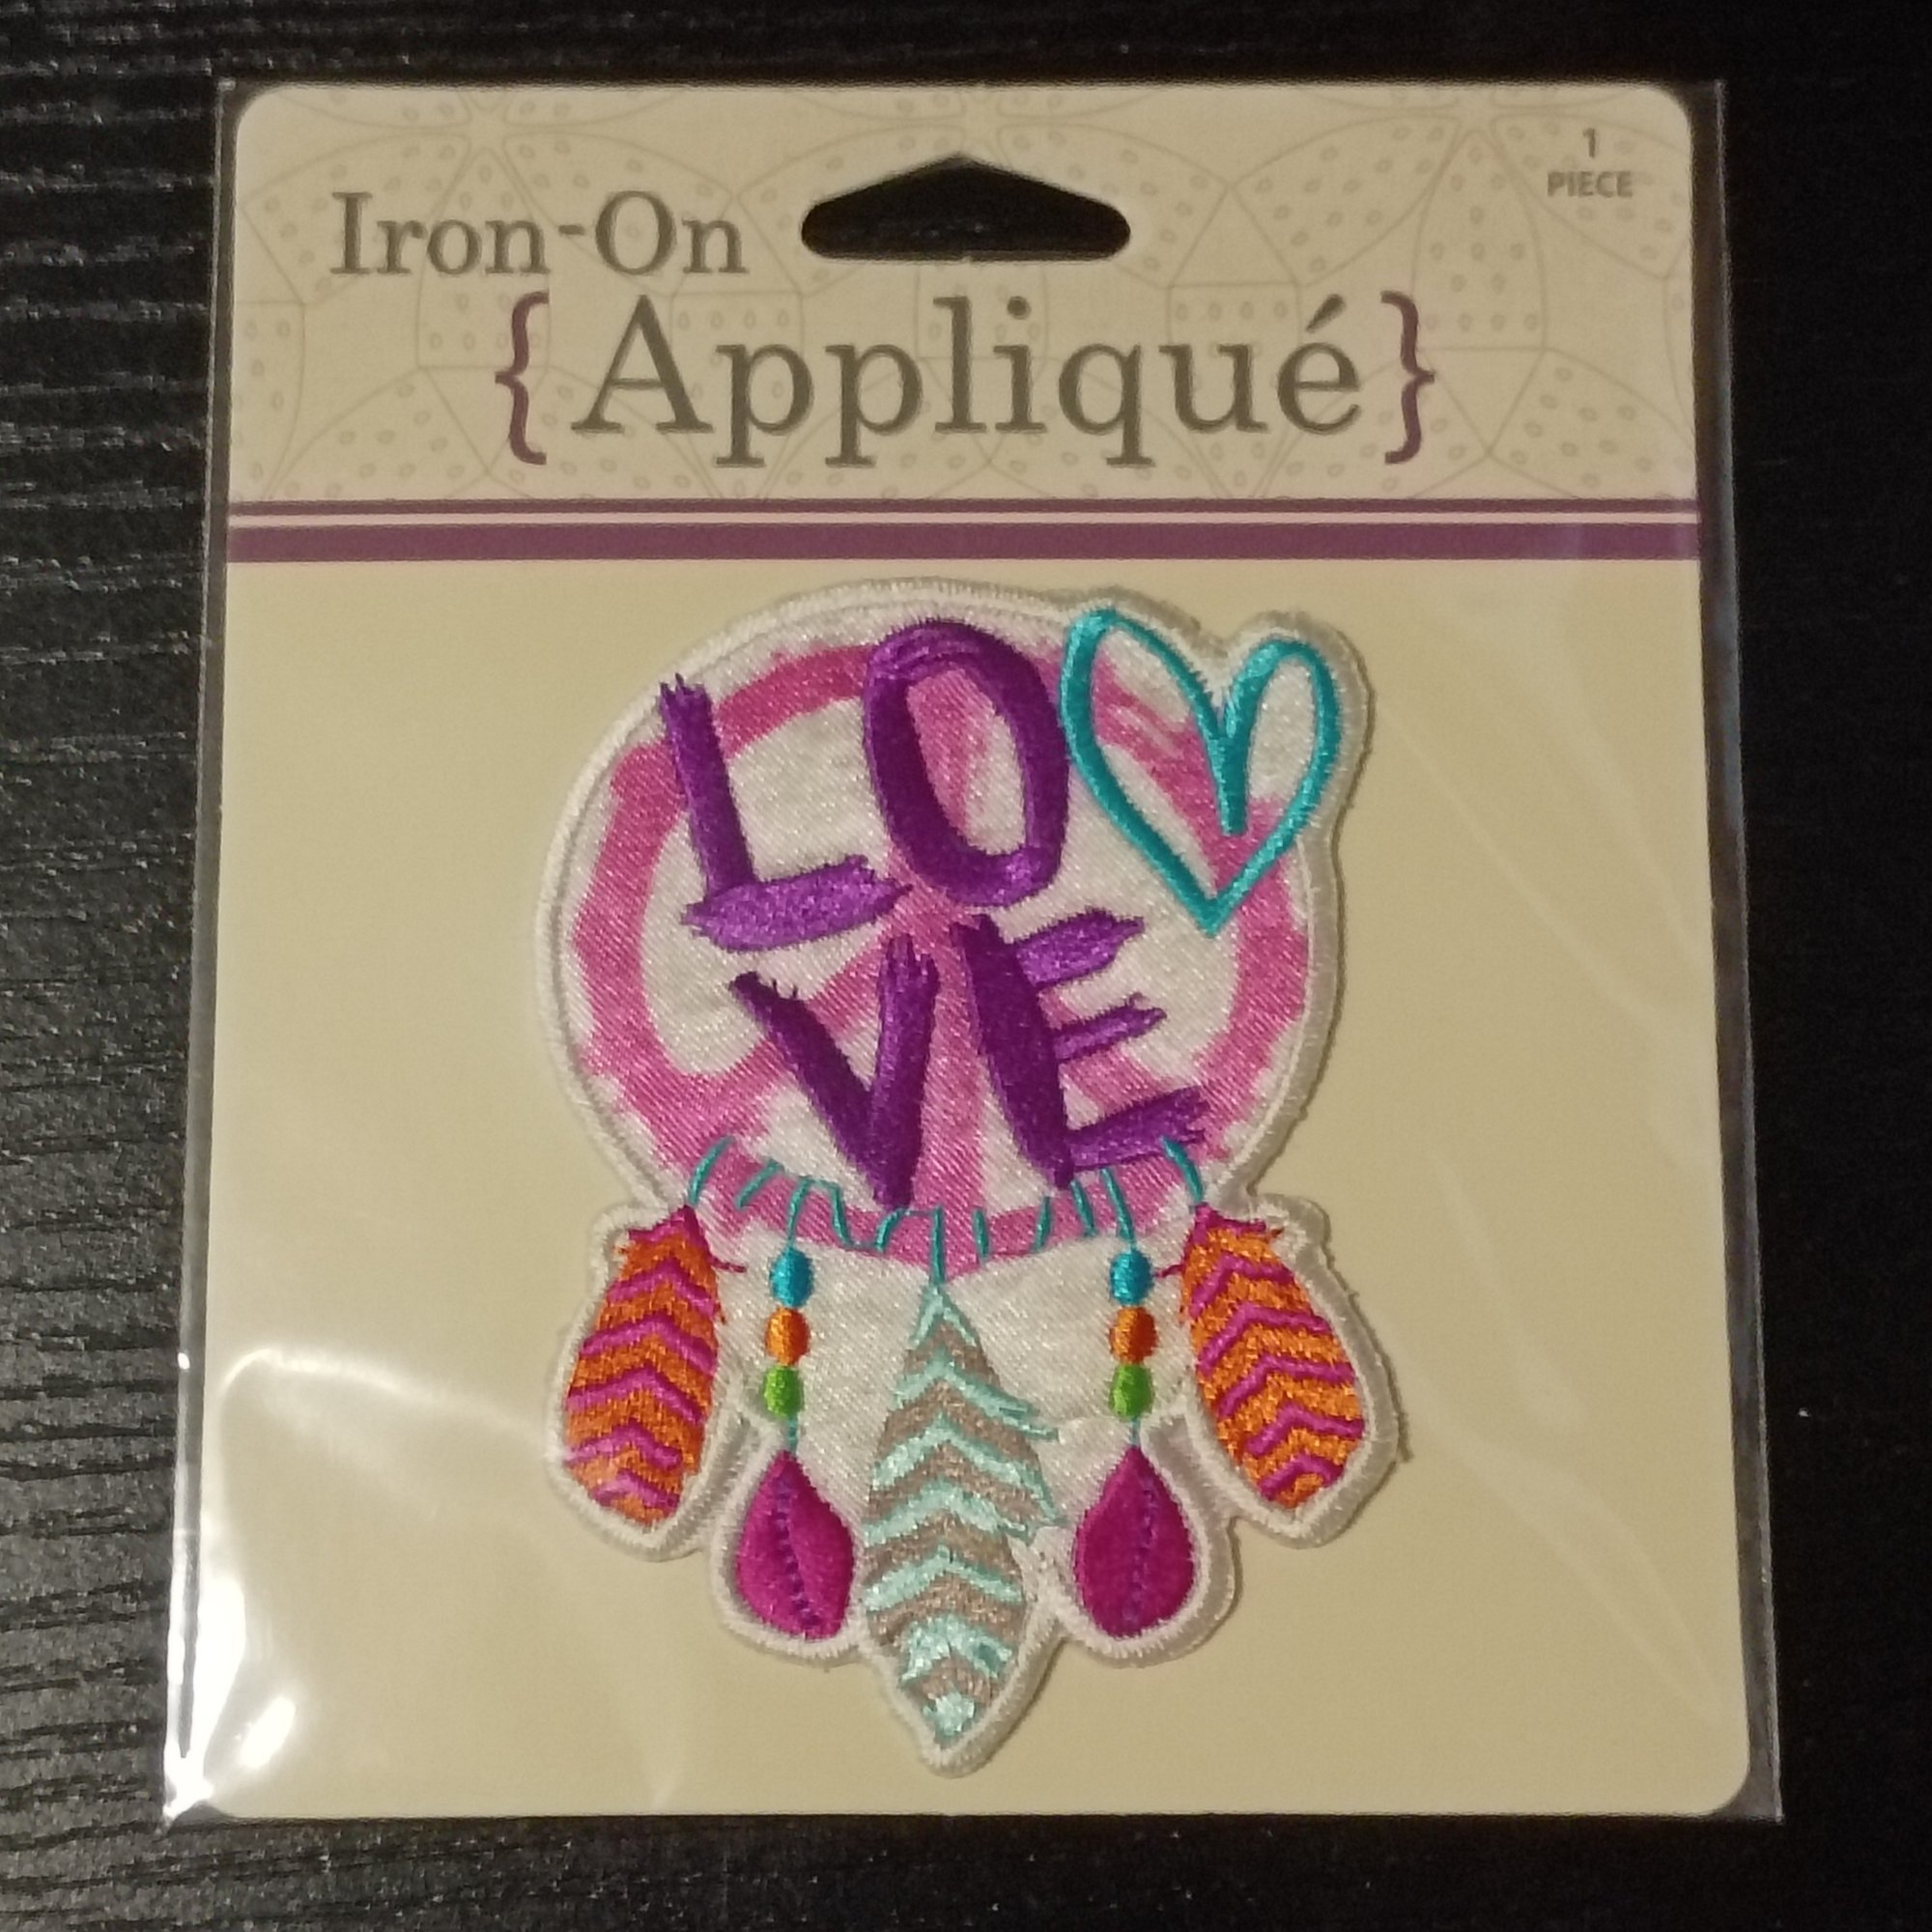 1
PIECE
Iron-On
{Appliqué}
LO
VE